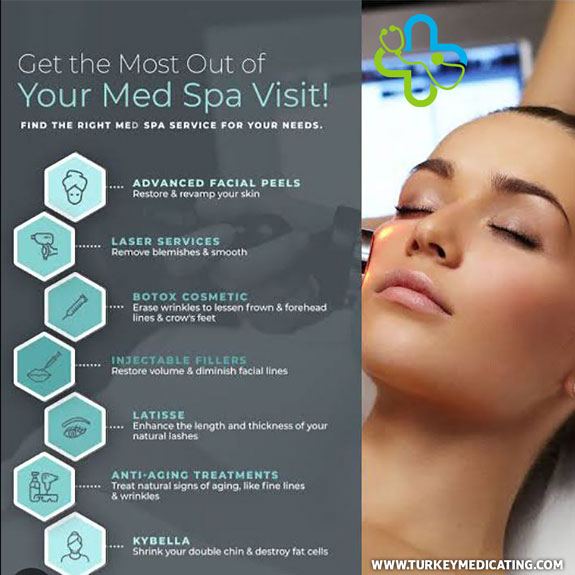 Get the Most Out of
Your Med Spa Visit!
FIND THE RIGHT MED SPA SERVICE FOR YOUR NEEDS.
ADVANCED FACIAL PEELS
Restore & revamp your skin
LASER SERVICES
Remove blemishes & smooth
BOTOX COSMETIC
Erase wrinkles to lessen frown & forehead
lines & crow's feet
INJECTABLE FILLERS
Restore volume & diminish facial lines
LATISSE
Enhance the length and thickness of your
natural lashes
ANTI-AGING TREATMENTS
Treat natural signs of aging, like fine lines
& wrinkles
KYBELLA
Shrink your double chin & destroy fat cells
WWW.TURKEYMEDICATING.COM